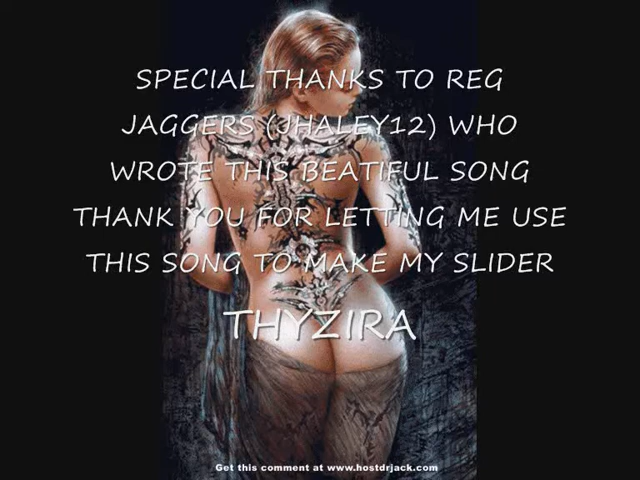 SPECIAL THANKS TO REG
JAGGERS (JHALEY12) WHO
WROTE THIS BEATIFUL SONG
THANK YOU FOR LETTING ME USE
THIS SONG TO MAKE MY SLIDER
THYZIRA
Get this comment at www.hostdrjack.com